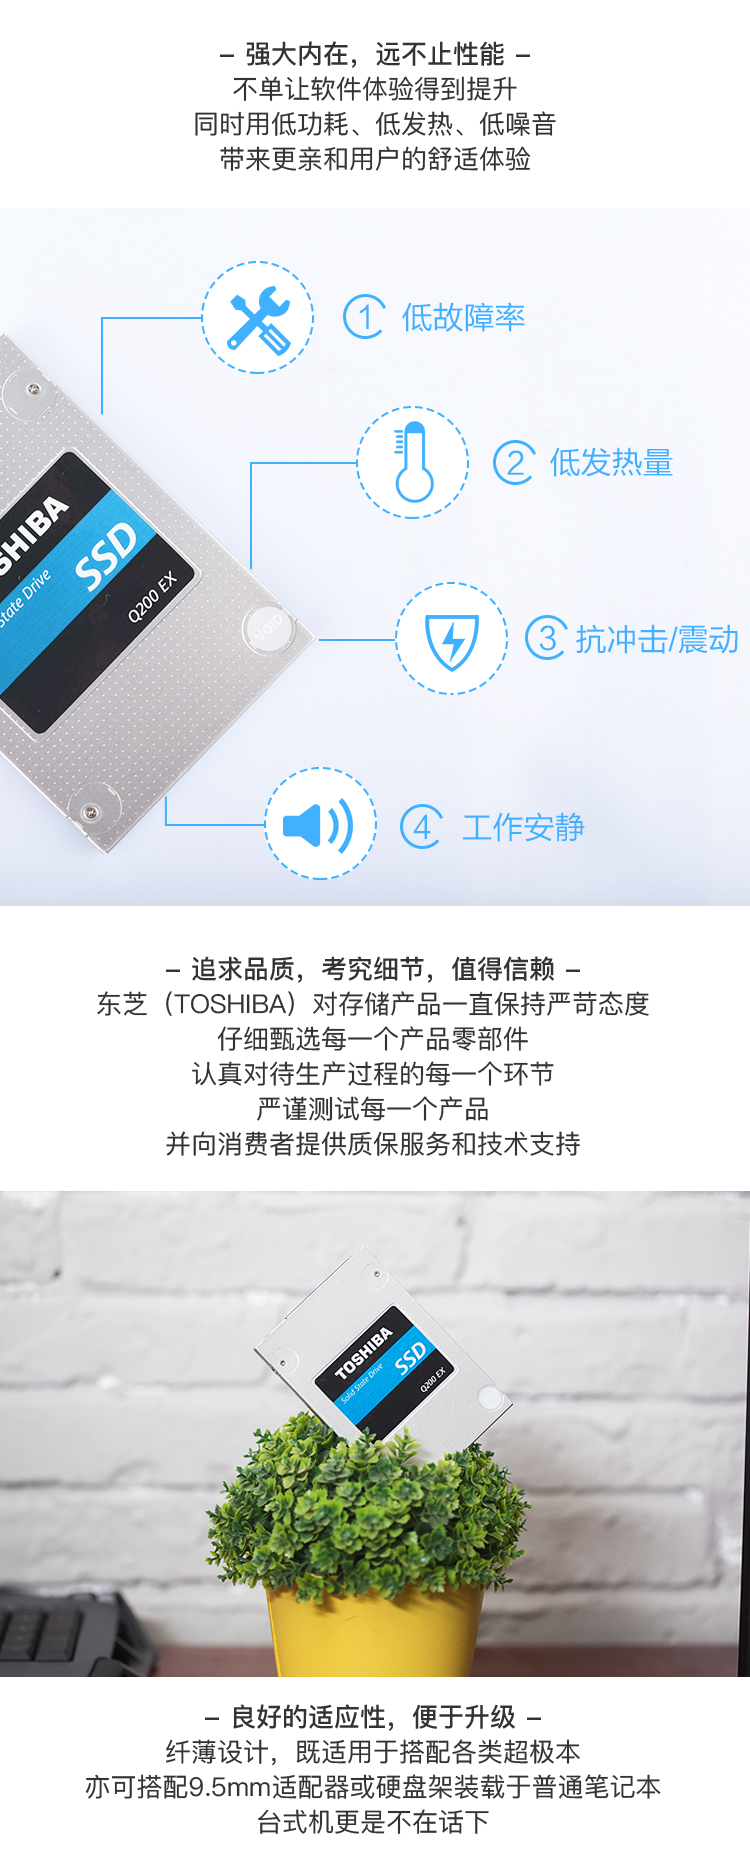 – 强大内在，远不止性能 –
不单让软件体验得到提升
同时用低功耗、低发热、低噪音
带来更亲和用户的舒适体验
1 低故障率
2 低发热量
3 抗冲击/震动
4 工作安静
SHIBA
State Drive
SSD
Q200 EX
VOID
– 追求品质，考究细节，值得信赖 –
东芝（TOSHIBA）对存储产品一直保持严苛态度
仔细甄选每一个产品零部件
认真对待生产过程的每一个环节
严谨测试每一个产品
并向消费者提供质保服务和技术支持
TOSHIBA
Solid State Drive
SSD
Q200 EX
– 良好的适应性，便于升级 –
纤薄设计，既适用于搭配各类超极本
亦可搭配9.5mm适配器或硬盘架装载于普通笔记本
台式机更是不在话下